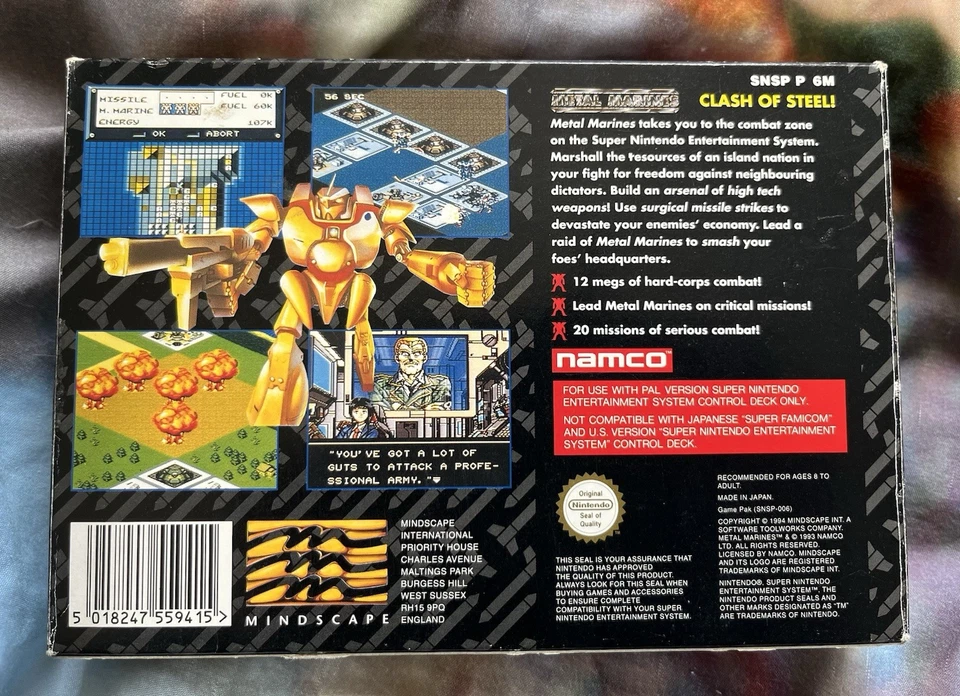 MISSILE
M. MARINE
ENERGY
FUEL 0K
FUEL 60K
107K
OK ABORT
56 SEC
"YOU'VE GOT A LOT OF
GUTS TO ATTACK A PROFE-
SSIONAL ARMY."
5 018247 559415 >
MINDSCAPE
MINDSCAPE
INTERNATIONAL
PRIORITY HOUSE
CHARLES AVENUE
MALTINGS PARK
BURGESS HILL
WEST SUSSEX
RH15 9PQ
ENGLAND
SNSP P 6M
METAL MARINES CLASH OF STEEL!
Metal Marines takes you to the combat zone
on the Super Nintendo Entertainment System.
Marshall the tesources of an island nation in
your fight for freedom against neighbouring
dictators. Build an arsenal of high tech
weapons! Use surgical missile strikes to
devastate your enemies' economy. Lead a
raid of Metal Marines to smash your
foes' headquarters.
12 megs of hard-corps combat!
Lead Metal Marines on critical missions!
20 missions of serious combat!
namco™
FOR USE WITH PAL VERSION SUPER NINTENDO
ENTERTAINMENT SYSTEM CONTROL DECK ONLY.
NOT COMPATIBLE WITH JAPANESE "SUPER FAMICOM"
AND U.S. VERSION "SUPER NINTENDO ENTERTAINMENT
SYSTEM" CONTROL DECK.
Original
Nintendo
Seal of
Quality
THIS SEAL IS YOUR ASSURANCE THAT
NINTENDO HAS APPROVED
THE QUALITY OF THIS PRODUCT.
ALWAYS LOOK FOR THIS SEAL WHEN
BUYING GAMES AND ACCESSORIES
TO ENSURE COMPLETE
COMPATIBILITY WITH YOUR SUPER
NINTENDO ENTERTAINMENT SYSTEM.
RECOMMENDED FOR AGES 8 TO
ADULT.
MADE IN JAPAN.
Game Pak (SNSP-006)
COPYRIGHT © 1994 MINDSCAPE INT. A
SOFTWARE TOOLWORKS COMPANY.
METAL MARINES™ & © 1993 NAMCO
LTD. ALL RIGHTS RESERVED.
LICENSED BY NAMCO. MINDSCAPE
AND ITS LOGO ARE REGISTERED
TRADEMARKS OF MINDSCAPE INT.
NINTENDO®, SUPER NINTENDO
ENTERTAINMENT SYSTEM™, THE
NINTENDO PRODUCT SEALS AND
OTHER MARKS DESIGNATED AS "TM"
ARE TRADEMARKS OF NINTENDO.